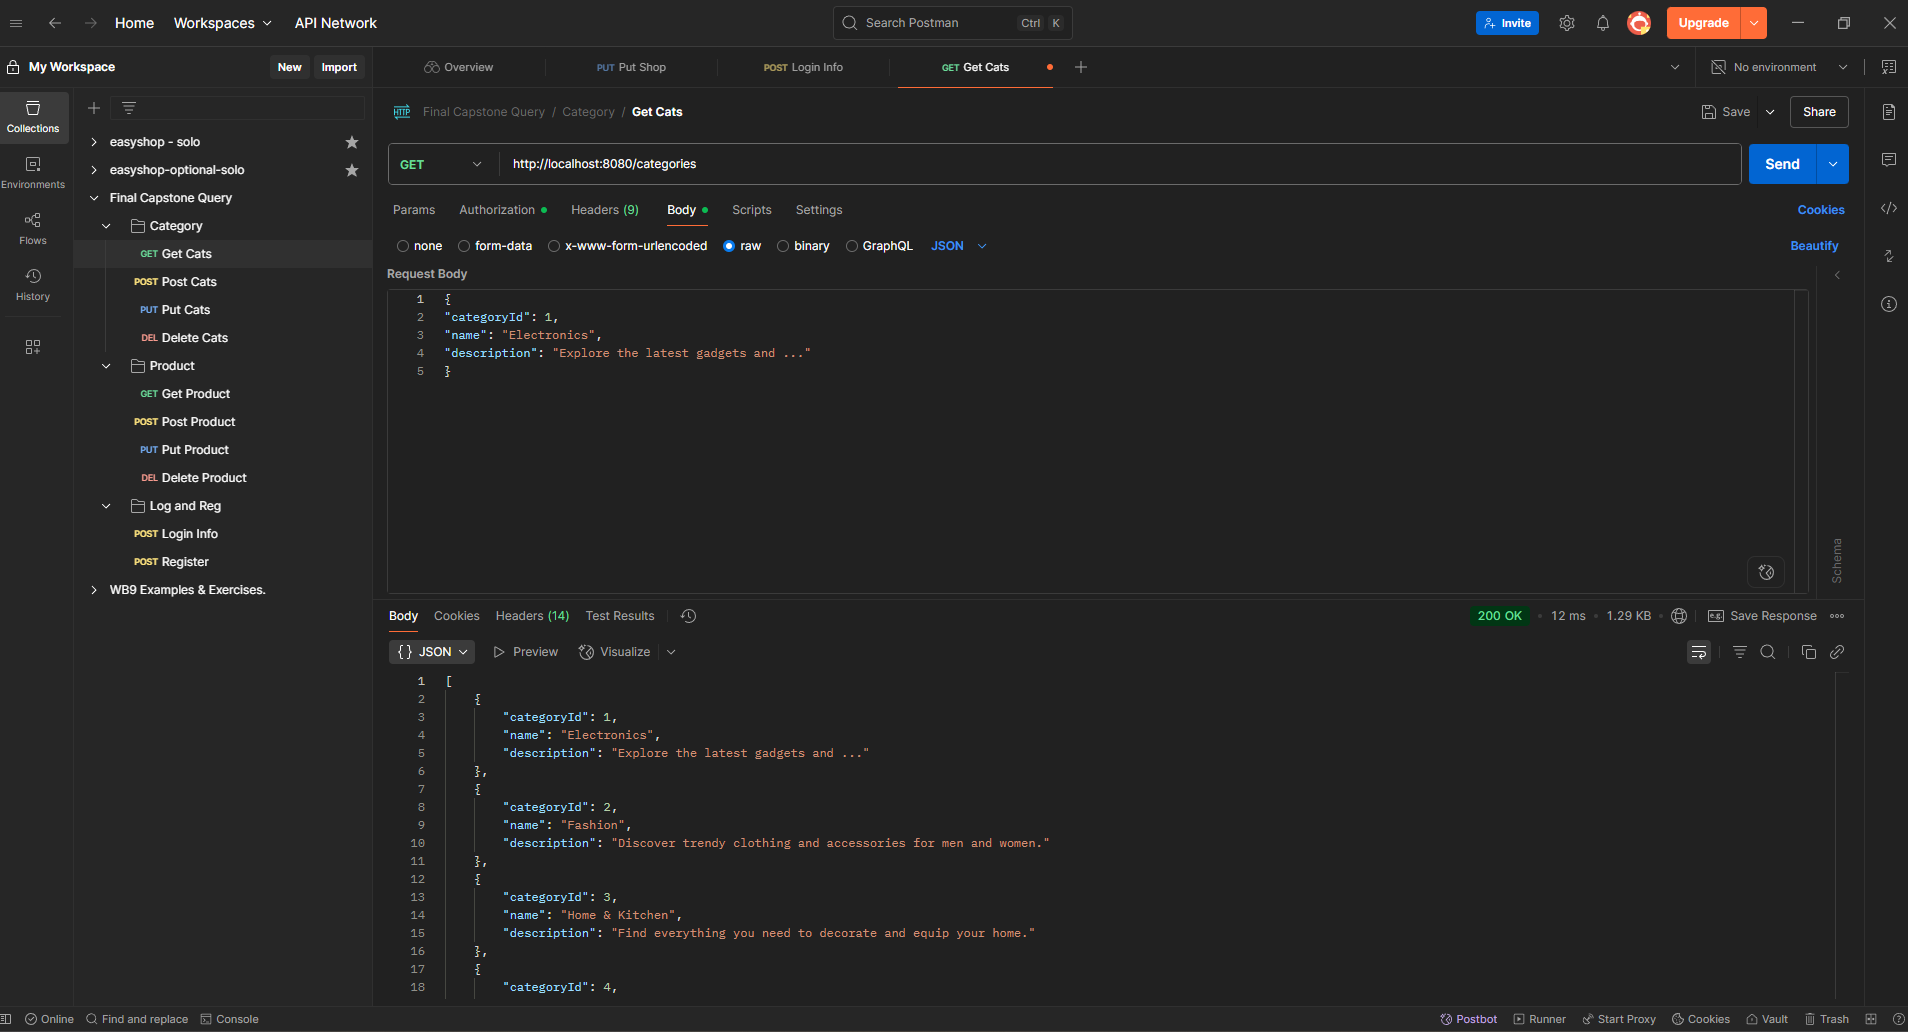 Home Workspaces API Network Search Postman Ctrl K Invite Upgrade
My Workspace New Import Overview PUT Put Shop POST Login Info GET Get Cats No environment
Collections
Environments
Flows
History
easyshop - solo
easyshop-optional-solo
Final Capstone Query
Category
GET Get Cats
POST Post Cats
PUT Put Cats
DEL Delete Cats
Product
GET Get Product
POST Post Product
PUT Put Product
DEL Delete Product
Log and Reg
POST Login Info
POST Register
WB9 Examples & Exercises.
HTTP Final Capstone Query / Category / Get Cats Save Share
GET http://localhost:8080/categories Send
Params Authorization Headers (9) Body Scripts Settings Cookies
none form-data x-www-form-urlencoded raw binary GraphQL JSON Beautify
Request Body
1 {
2 "categoryId": 1,
3 "name": "Electronics",
4 "description": "Explore the latest gadgets and ..."
5 }
Schema
Body Cookies Headers (14) Test Results 200 OK 12 ms 1.29 KB e.g. Save Response
{} JSON Preview Visualize
1 [
2 {
3 "categoryId": 1,
4 "name": "Electronics",
5 "description": "Explore the latest gadgets and ..."
6 },
7 {
8 "categoryId": 2,
9 "name": "Fashion",
10 "description": "Discover trendy clothing and accessories for men and women."
11 },
12 {
13 "categoryId": 3,
14 "name": "Home & Kitchen",
15 "description": "Find everything you need to decorate and equip your home."
16 },
17 {
18 "categoryId": 4,
Online Find and replace Console Postbot Runner Start Proxy Cookies Vault Trash